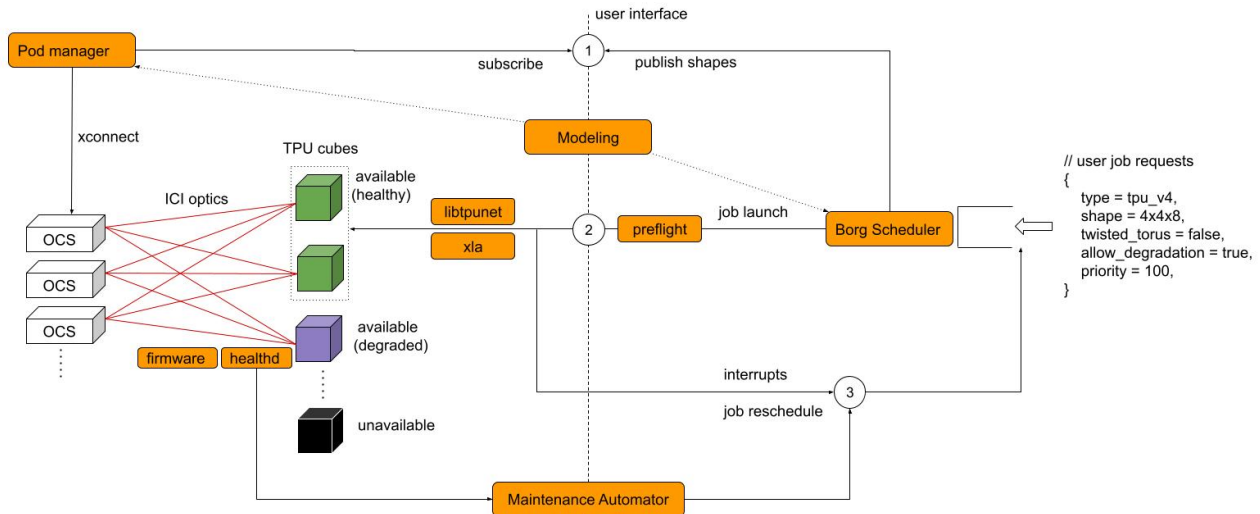 user interface
Pod manager
1
subscribe
publish shapes
Modeling
xconnect
TPU cubes
available
(healthy)
ICI optics
// user job requests
{
type = tpu_v4,
shape = 4x4x8,
twisted_torus = false,
allow_degradation = true,
priority = 100,
}
libtpunet
xla
2
preflight
job launch
Borg Scheduler
OCS
OCS
OCS
available
(degraded)
firmware
healthd
interrupts
job reschedule
3
unavailable
Maintenance Automator